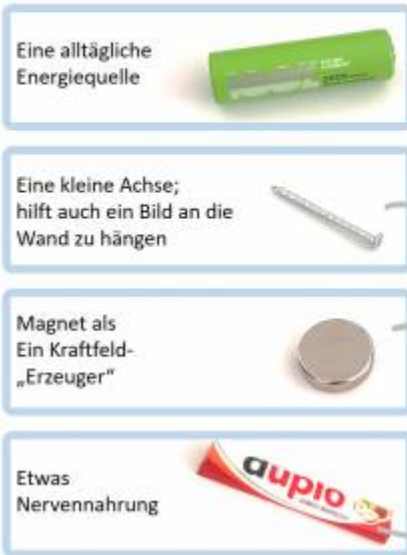 Eine alltägliche
Energiequelle
Eine kleine Achse;
hilft auch ein Bild an die
Wand zu hängen
Magnet als
Ein Kraftfeld-
„Erzeuger“
Etwas
Nervennahrung